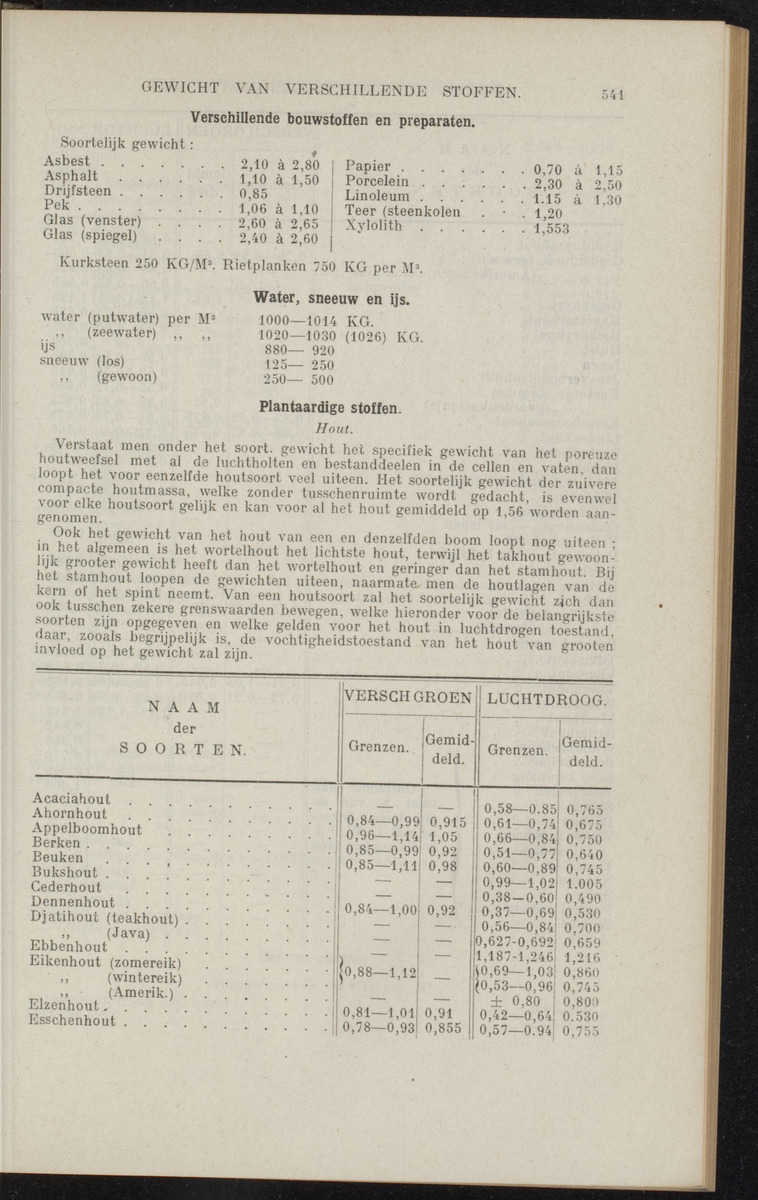 GEWICHT VAN VERSCHILLENDE STOFFEN. 541
Verschillende bouwstoffen en preparaten.
Soortelijk gewicht :
Asbest . . . . . . . 2,10 à 2,80
Asphalt . . . . . . 1,10 à 1,50
Drijfsteen . . . . . . 0,85
Pek . . . . . . . . 1,06 à 1,10
Glas (venster) . . . . 2,60 à 2,65
Glas (spiegel) . . . . 2,40 à 2,60
Papier . . . . . . . 0,70 à 1,15
Porcelein . . . . . . 2,30 à 2,50
Linoleum . . . . . . 1.15 à 1,30
Teer (steenkolen . . . 1,20
Xylolith . . . . . . 1,553
Kurksteen 250 KG/M³. Rietplanken 750 KG per M³.
Water, sneeuw en ijs.
water (putwater) per M³ 1000—1014 KG.
,, (zeewater) ,, ,, 1020—1030 (1026) KG.
ijs 880— 920
sneeuw (los) 125— 250
,, (gewoon) 250— 500
Plantaardige stoffen.
Hout.
Verstaat men onder het soort. gewicht het specifiek gewicht van het poreuze
houtweefsel met al de luchtholten en bestanddeelen in de cellen en vaten, dan
loopt het voor eenzelfde houtsoort veel uiteen. Het soortelijk gewicht der zuivere
compacte houtmassa, welke zonder tusschenruimte wordt gedacht, is evenwel
voor elke houtsoort gelijk en kan voor al het hout gemiddeld op 1,56 worden aan-
genomen.
Ook het gewicht van het hout van een en denzelfden boom loopt nog uiteen ;
in het algemeen is het wortelhout het lichtste hout, terwijl het takhout gewoon-
lijk grooter gewicht heeft dan het wortelhout en geringer dan het stamhout. Bij
het stamhout loopen de gewichten uiteen, naarmate men de houtlagen van de
kern of het spint neemt. Van een houtsoort zal het soortelijk gewicht zich dan
ook tusschen zekere grenswaarden bewegen, welke hieronder voor de belangrijkste
soorten zijn opgegeven en welke gelden voor het hout in luchtdrogen toestand,
daar, zooals begrijpelijk is, de vochtigheidstoestand van het hout van grooten
invloed op het gewicht zal zijn.
NAAM
der
SOORTEN.
VERSCH GROEN LUCHTDROOG.
Grenzen. Gemid-
deld. Grenzen. Gemid-
deld.
Acaciahout . . . . . . . . . . . — — 0,58—0.85 0,765
Ahornhout . . . . . . . . . . . 0,84—0,99 0,915 0,61—0,74 0,675
Appelboomhout . . . . . . . . . 0,96—1,14 1,05 0,66—0,84 0,750
Berken . . . . . . . . . . . . . 0,85—0,99 0,92 0,51—0,77 0,640
Beuken . . . . . . . . . . . 0,85—1,11 0,98 0,60—0,89 0,745
Bukshout . . . . . . . . . . . . — — 0,99—1,02 1.005
Cederhout . . . . . . . . . . . — — 0,38—0,60 0,490
Dennenhout . . . . . . . . . . . 0,84—1,00 0,92 0,37—0,69 0,530
Djatihout (teakhout) . . . . . . . . — — 0,56—0,84 0,700
,, (Java) . . . . . . . . . — — 0,627-0,692 0,659
Ebbenhout . . . . . . . . . . . — — 1,187-1,246 1,216
Eikenhout (zomereik) . . . . . . . {0,88—1,12 — {0,69—1,03 0,860
,, (wintereik) . . . . . . . {0,53—0,96 0,745
,, (Amerik.) . . . . . . . . — — ± 0,80 0,800
Elzenhout . . . . . . . . . . . . 0,81—1,01 0,91 0,42—0,64 0.530
Esschenhout . . . . . . . . . . . 0,78—0,93 0,855 0,57—0.94 0,755